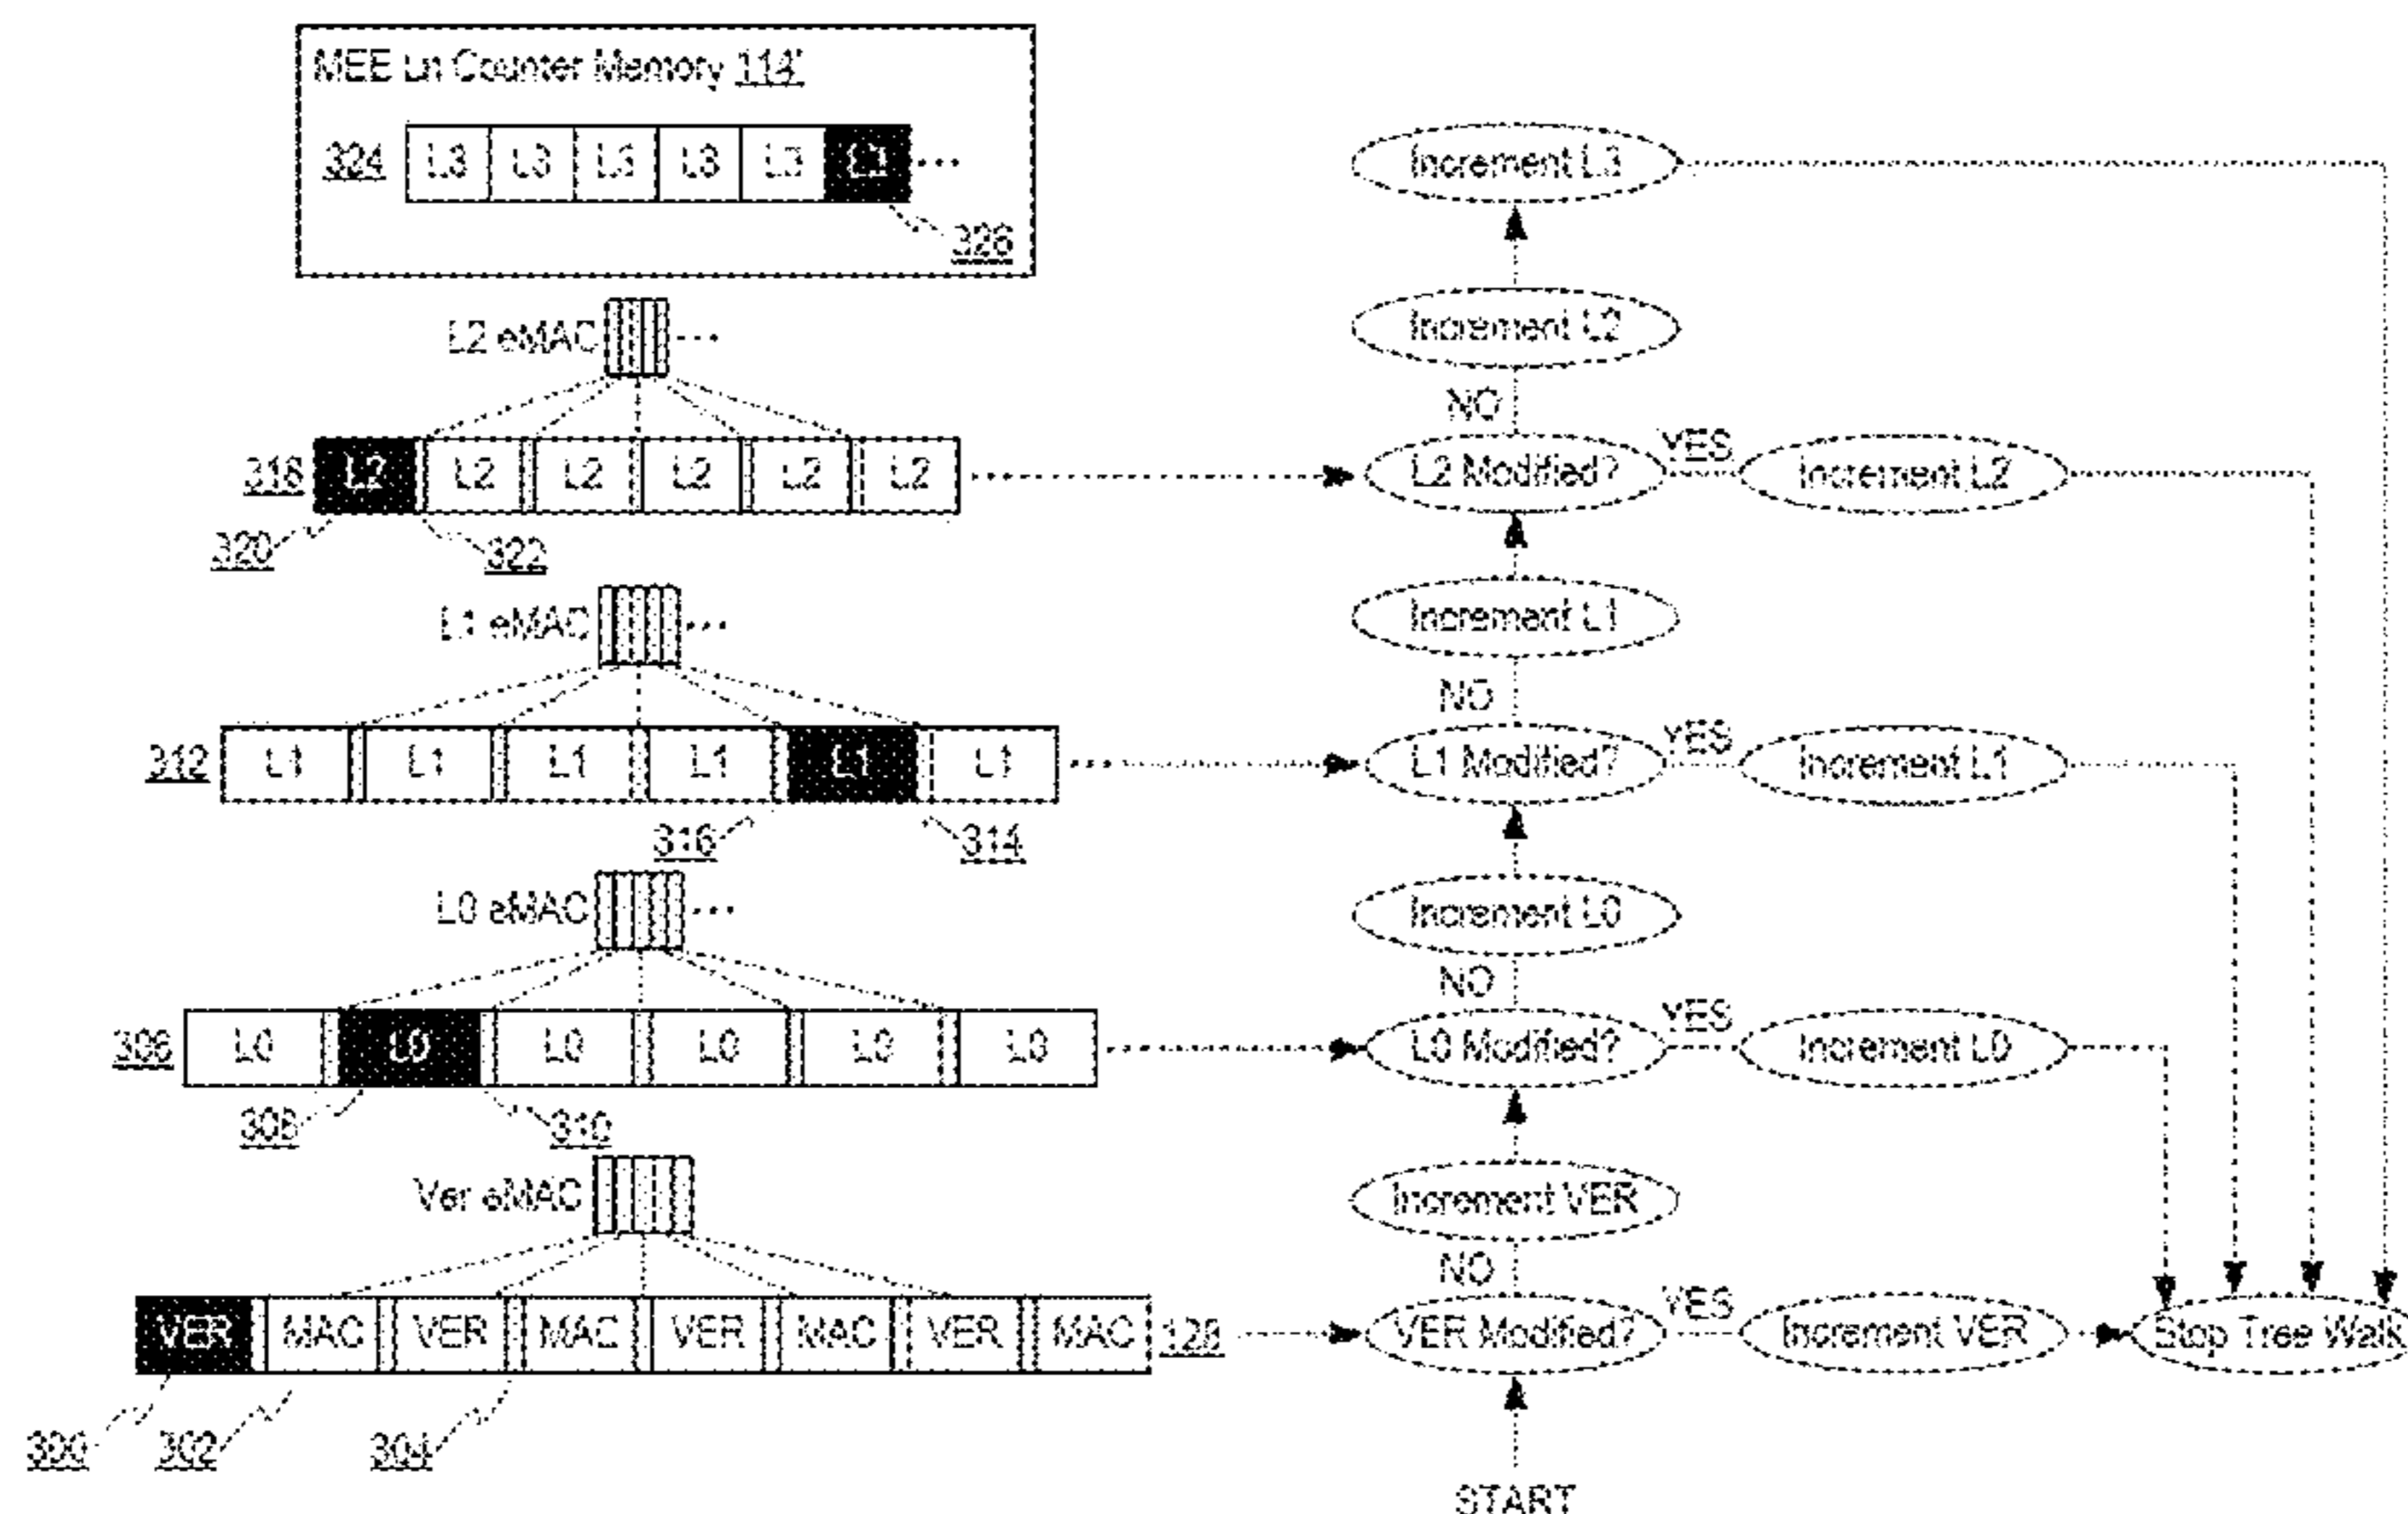 MEE Ln Counter Memory 114'
324 L3 L3 L3 L3 L3 L1 ...
326
L2 eMAC ...
318 L2 L2 L2 L2 L2 L2
320 322
L1 eMAC ...
312 L1 L1 L1 L1 L1 L1
316 314
L0 eMAC ...
306 L0 L0 L0 L0 L0 L0
308 310
Ver eMAC
VER MAC VER MAC VER MAC VER MAC 128
300 302 304
Increment L3
Increment L2
NO
L2 Modified? YES Increment L2
Increment L1
NO
L1 Modified? YES Increment L1
Increment L0
NO
L0 Modified? YES Increment L0
Increment VER
NO
VER Modified? YES Increment VER Stop Tree Walk
START